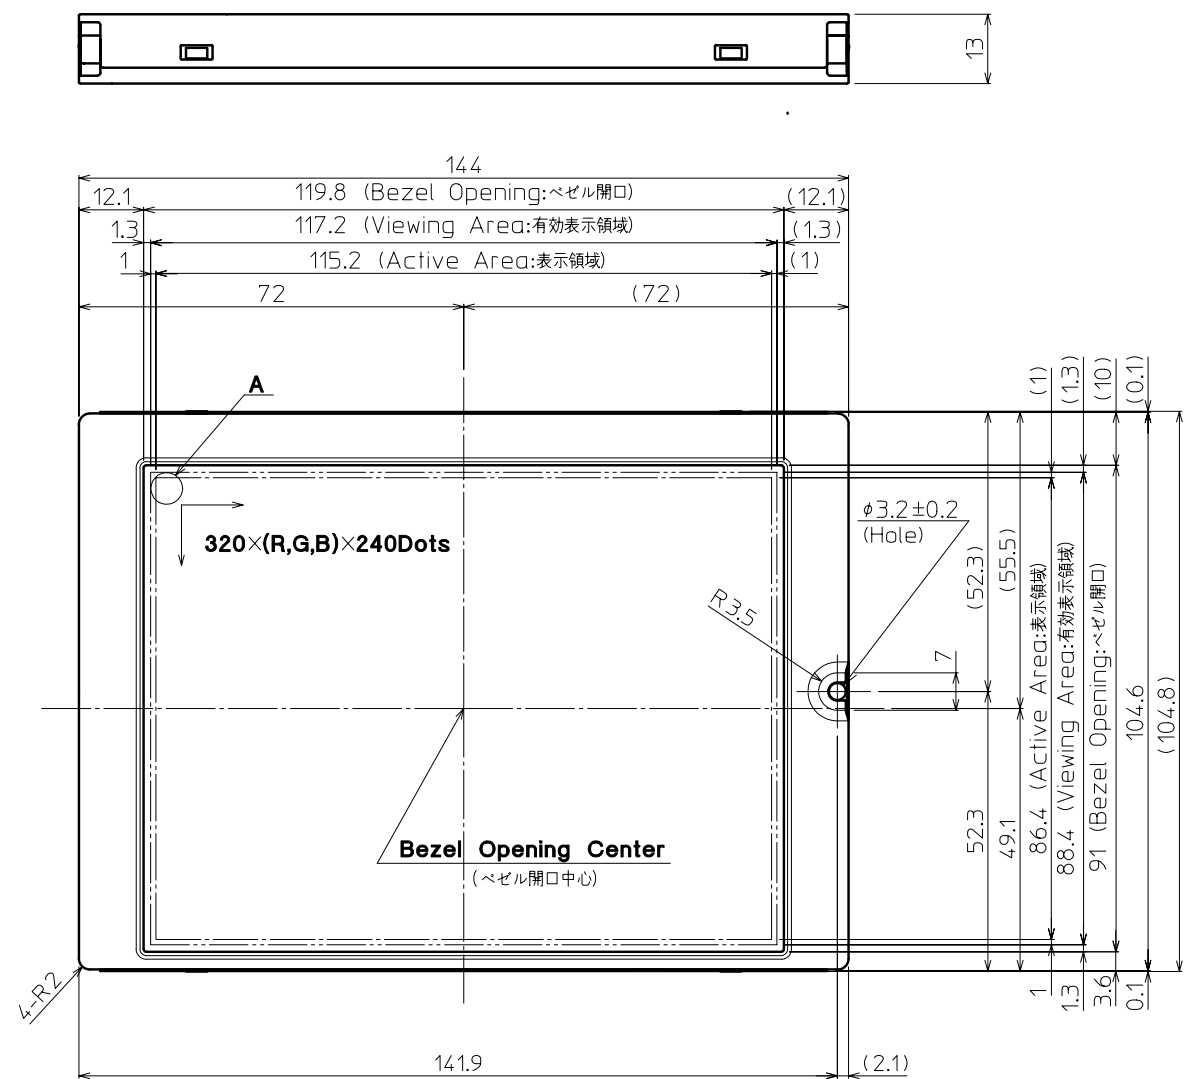 13
144
12.1
119.8 (Bezel Opening:ベゼル開口)
(12.1)
1.3
117.2 (Viewing Area:有効表示領域)
(1.3)
1
115.2 (Active Area:表示領域)
(1)
72
(72)
A
(1)
(1.3)
(10)
(0.1)
320×(R,G,B)×240Dots
φ3.2±0.2
(Hole)
R3.5
7
(52.3)
(55.5)
52.3
49.1
86.4 (Active Area:表示領域)
88.4 (Viewing Area:有効表示領域)
91 (Bezel Opening:ベゼル開口)
104.6
(104.8)
Bezel Opening Center
(ベゼル開口中心)
4-R2
1
1.3
3.6
0.1
141.9
(2.1)